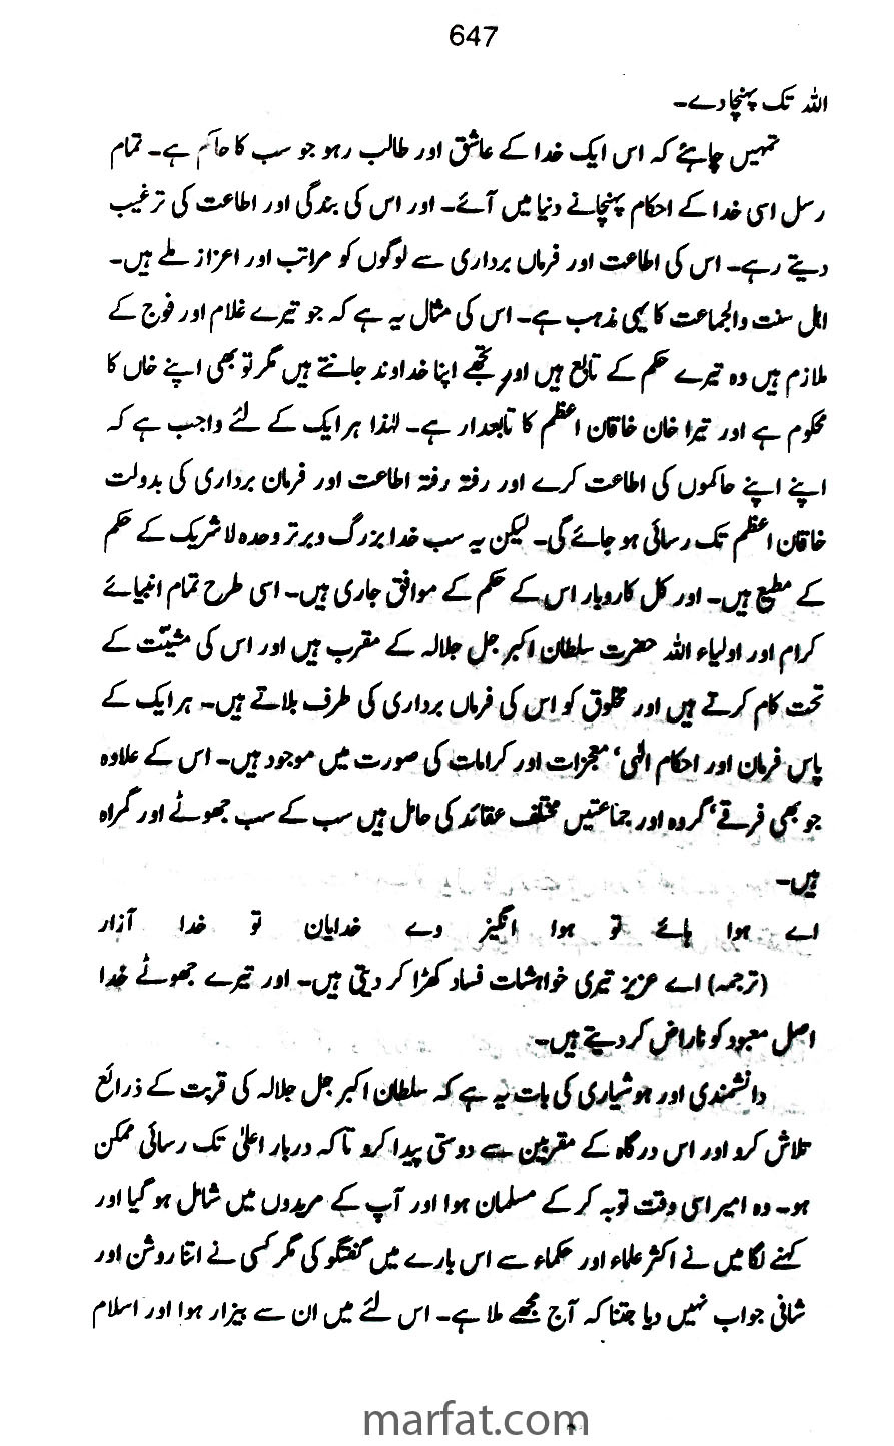 647
اللہ تک پہنچا دے۔
تمہیں چاہئے کہ اس ایک خدا کے عاشق اور طالب رہو جو سب کا حاکم ہے۔ تمام
رسل اسی خدا کے احکام پہنچانے دنیا میں آئے۔ اور اس کی بندگی اور اطاعت کی ترغیب
دیتے رہے۔ اس کی اطاعت اور فرماں برداری سے لوگوں کو مراتب اور اعزاز ملے ہیں۔
اہل سنت والجماعت کا یہی مذہب ہے۔ اس کی مثال یہ ہے کہ جو تیرے غلام اور فوج کے
ملازم ہیں وہ تیرے حکم کے تابع ہیں اور تجھے اپنا خداوند جانتے ہیں مگر تو بھی اپنے خاں کا
محکوم ہے اور تیرا خان خاقان اعظم کا تابعدار ہے۔ لہٰذا ہر ایک کے لئے واجب ہے کہ
اپنے اپنے حاکموں کی اطاعت کرے اور رفتہ رفتہ اطاعت اور فرمان برداری کی بدولت
خاقان اعظم تک رسائی ہو جائے گی۔ لیکن یہ سب خدا بزرگ و برتر وحدہ لا شریک کے حکم
کے مطیع ہیں۔ اور کل کاروبار اس کے حکم کے موافق جاری ہیں۔ اسی طرح تمام انبیائے
کرام اور اولیاء اللہ حضرت سلطان اکبر جل جلالہ کے مقرب ہیں اور اس کی مشیّت کے
تحت کام کرتے ہیں اور مخلوق کو اس کی فرماں برداری کی طرف بلاتے ہیں۔ ہر ایک کے
پاس فرمان اور احکام الٰہی‘ معجزات اور کرامات کی صورت میں موجود ہیں۔ اس کے علاوہ
جو بھی فرقے‘ گروہ اور جماعتیں مختلف عقائد کی حامل ہیں سب کے سب جھوٹے اور گمراہ
ہیں۔
اے ہوا ہائے تو ہوا انگیز وے خدایان تو خدا آزار
(ترجمہ) اے عزیز تیری خواہشات فساد کھڑا کر دیتی ہیں۔ اور تیرے جھوٹے خدا
اصل معبود کو ناراض کر دیتے ہیں۔
دانشمندی اور ہوشیاری کی بات یہ ہے کہ سلطان اکبر جل جلالہ کی قربت کے ذرائع
تلاش کرو اور اس درگاہ کے مقربین سے دوستی پیدا کرو تاکہ دربار اعلیٰ تک رسائی ممکن
ہو۔ وہ امیر اسی وقت توبہ کر کے مسلمان ہوا اور آپ کے مریدوں میں شامل ہو گیا اور
کہنے لگا میں نے اکثر علماء اور حکماء سے اس بارے میں گفتگو کی مگر کسی نے اتنا روشن اور
شافی جواب نہیں دیا جتنا کہ آج مجھے ملا ہے۔ اس لئے میں ان سے بیزار ہوا اور اسلام
marfat.com